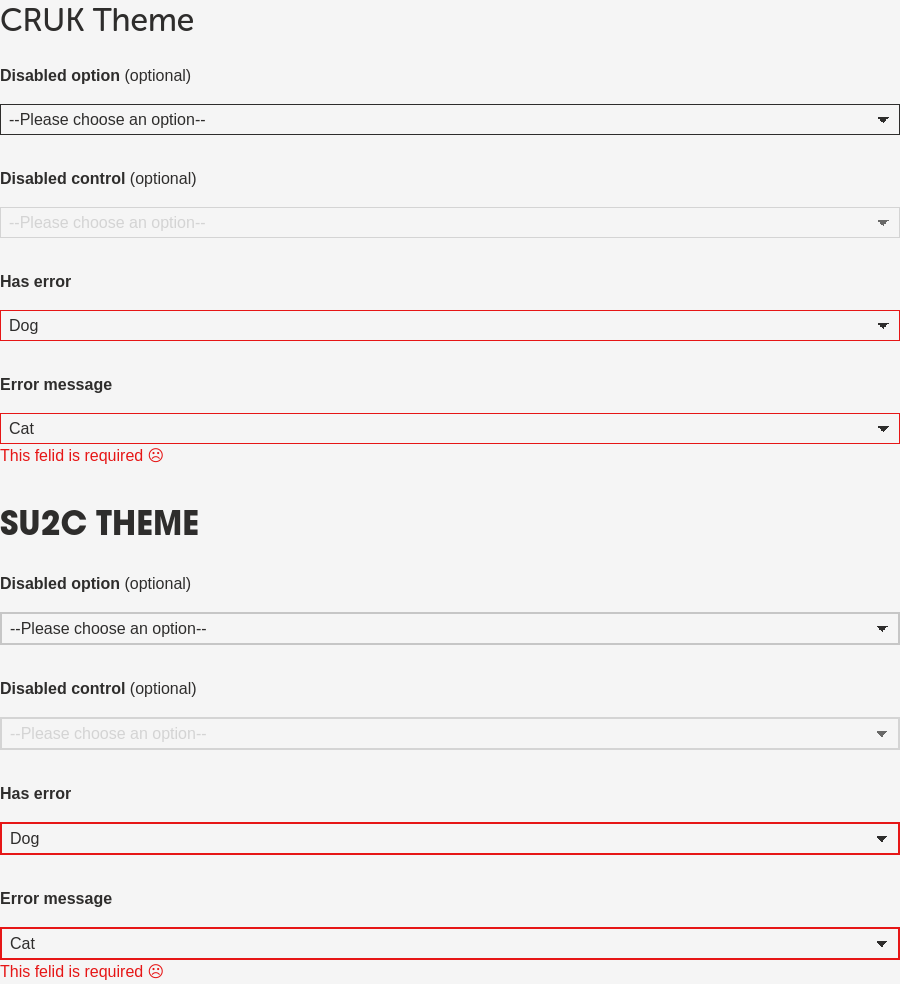 CRUK Theme
Disabled option (optional)
--Please choose an option--
Disabled control (optional)
--Please choose an option--
Has error
Dog
Error message
Cat
This felid is required ☹
SU2C THEME
Disabled option (optional)
--Please choose an option--
Disabled control (optional)
--Please choose an option--
Has error
Dog
Error message
Cat
This felid is required ☹